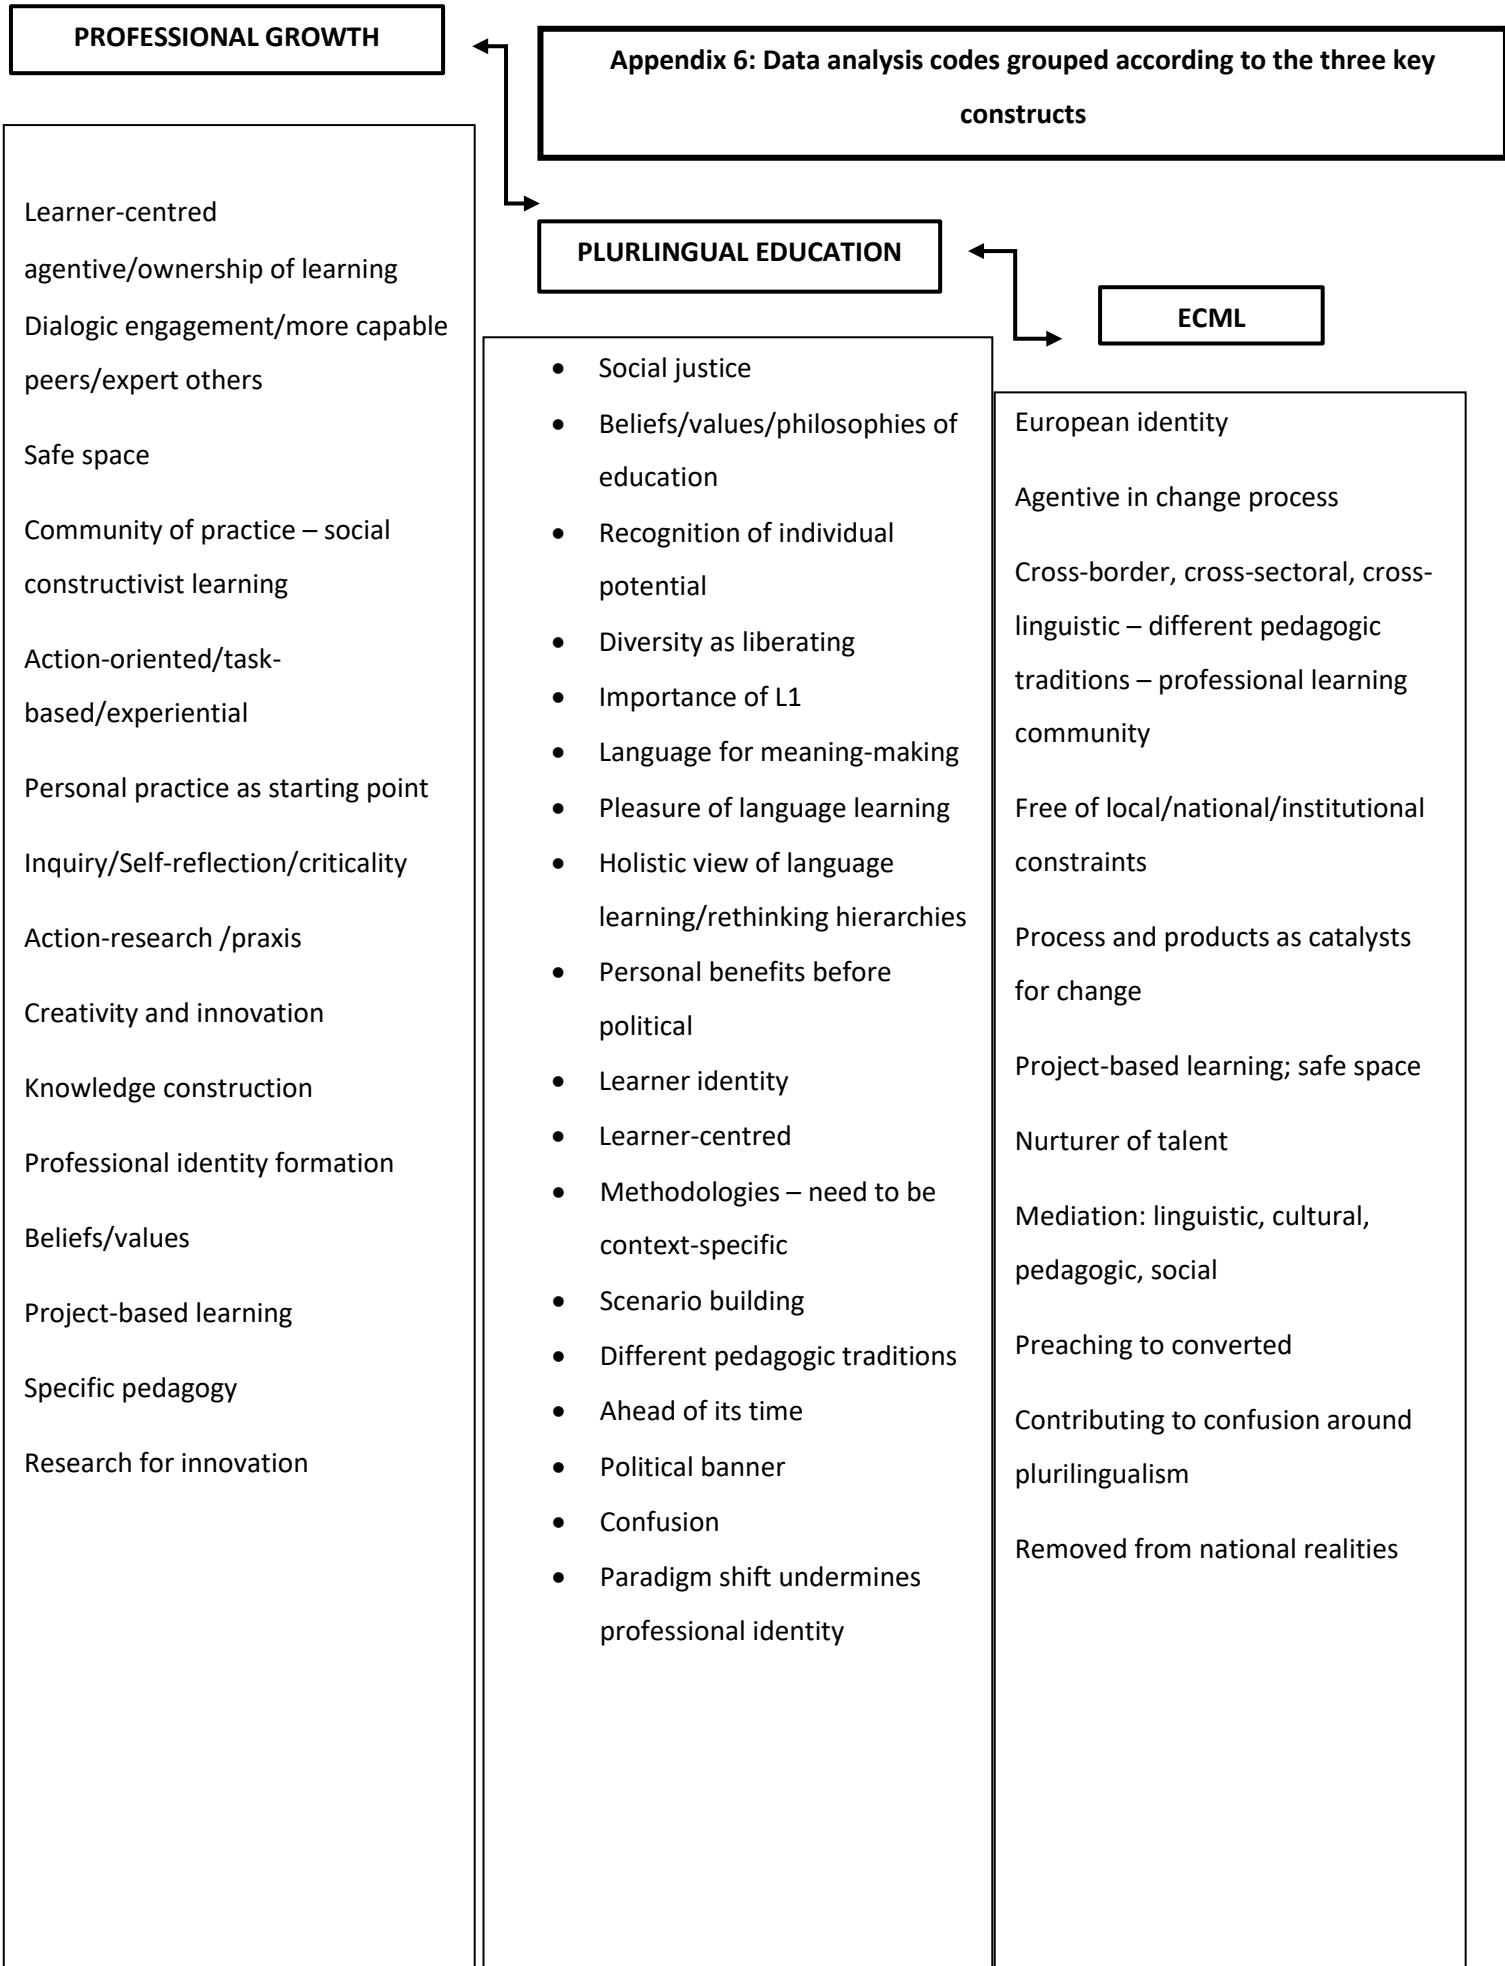 PROFESSIONAL GROWTH
Appendix 6: Data analysis codes grouped according to the three key
constructs
Learner-centred
agentive/ownership of learning
Dialogic engagement/more capable
peers/expert others
Safe space
Community of practice – social
constructivist learning
Action-oriented/task-
based/experiential
Personal practice as starting point
Inquiry/Self-reflection/criticality
Action-research /praxis
Creativity and innovation
Knowledge construction
Professional identity formation
Beliefs/values
Project-based learning
Specific pedagogy
Research for innovation
PLURLINGUAL EDUCATION
• Social justice
• Beliefs/values/philosophies of
education
• Recognition of individual
potential
• Diversity as liberating
• Importance of L1
• Language for meaning-making
• Pleasure of language learning
• Holistic view of language
learning/rethinking hierarchies
• Personal benefits before
political
• Learner identity
• Learner-centred
• Methodologies – need to be
context-specific
• Scenario building
• Different pedagogic traditions
• Ahead of its time
• Political banner
• Confusion
• Paradigm shift undermines
professional identity
ECML
European identity
Agentive in change process
Cross-border, cross-sectoral, cross-
linguistic – different pedagogic
traditions – professional learning
community
Free of local/national/institutional
constraints
Process and products as catalysts
for change
Project-based learning; safe space
Nurturer of talent
Mediation: linguistic, cultural,
pedagogic, social
Preaching to converted
Contributing to confusion around
plurilingualism
Removed from national realities